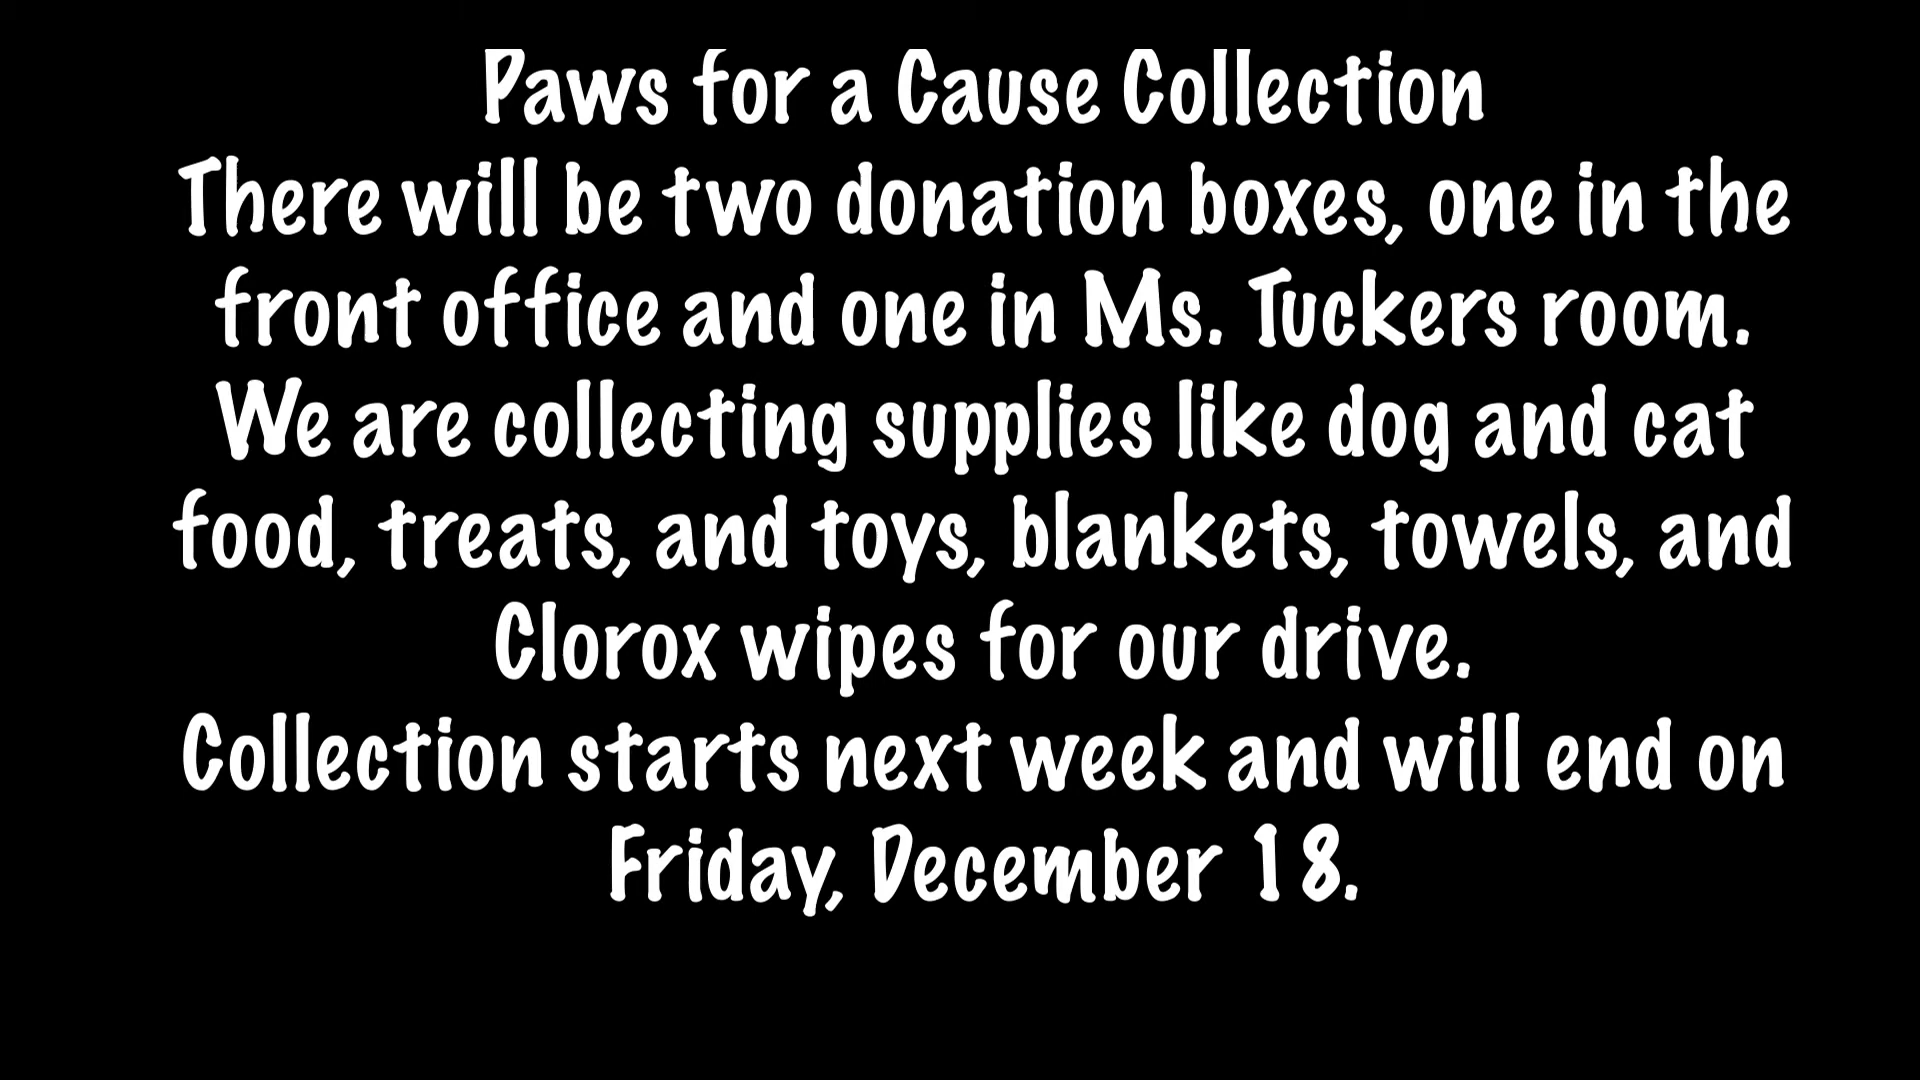 Paws for a Cause Collection
There will be two donation boxes, one in the
front office and one in Ms. Tuckers room.
We are collecting supplies like dog and cat
food, treats, and toys, blankets, towels, and
Clorox wipes for our drive.
Collection starts next week and will end on
Friday, December 18.